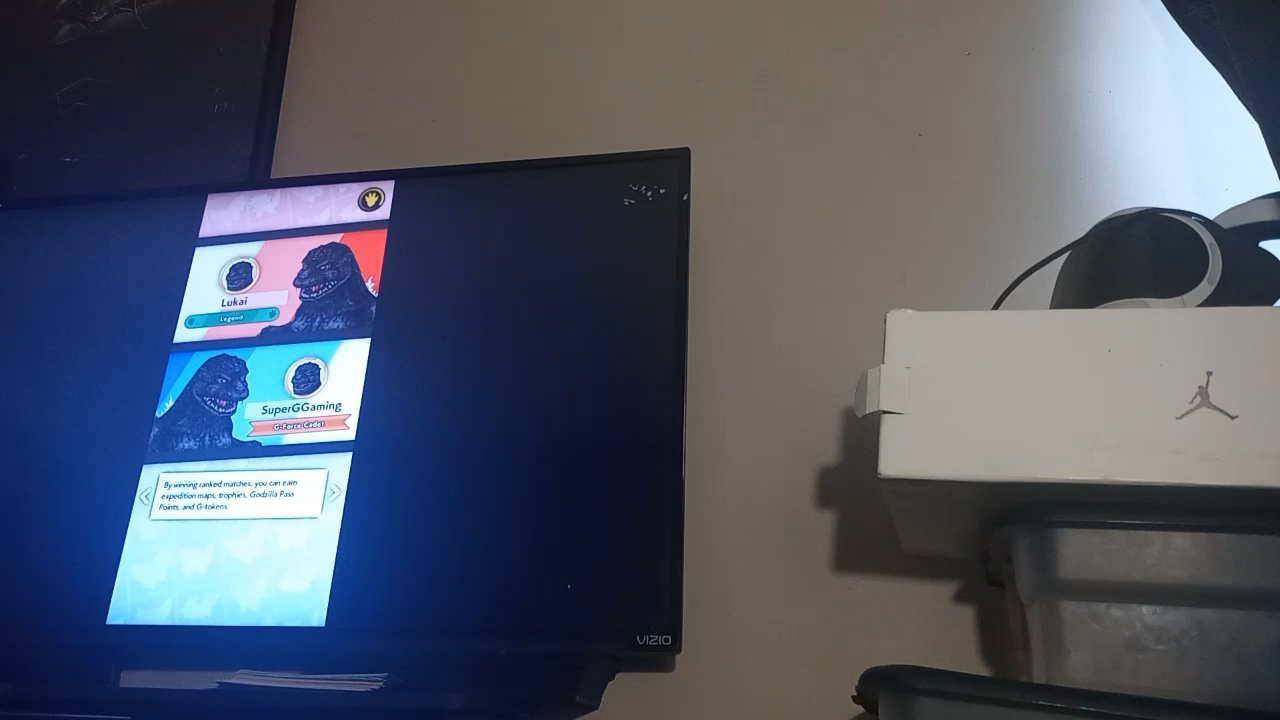 Lukai
Legend
SuperGGaming
G-Force Cadet
By winning ranked matches, you can earn
expedition maps, trophies, Godzilla Pass
Points, and G-tokens.
VIZIO